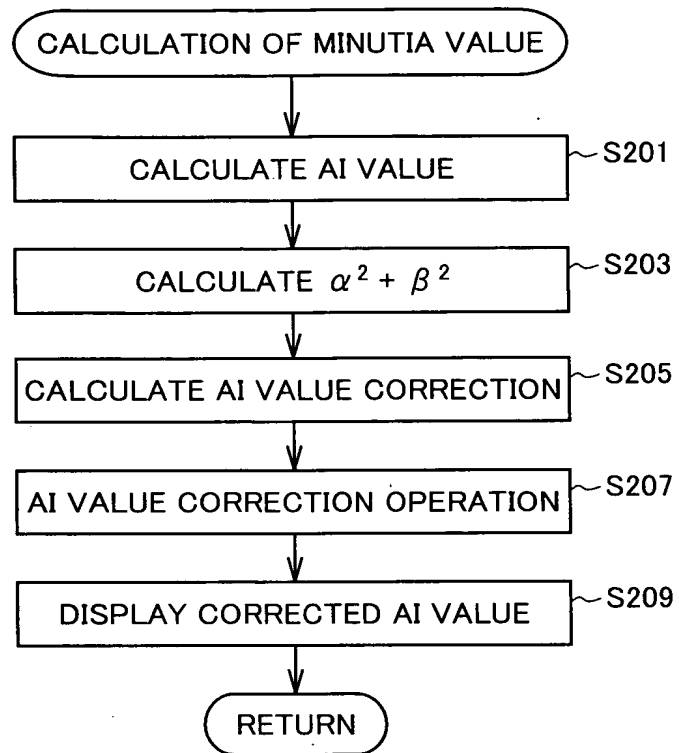 CALCULATION OF MINUTIA VALUE
CALCULATE AI VALUE
S201
CALCULATE α² + β²
S203
CALCULATE AI VALUE CORRECTION
S205
AI VALUE CORRECTION OPERATION
S207
DISPLAY CORRECTED AI VALUE
S209
RETURN